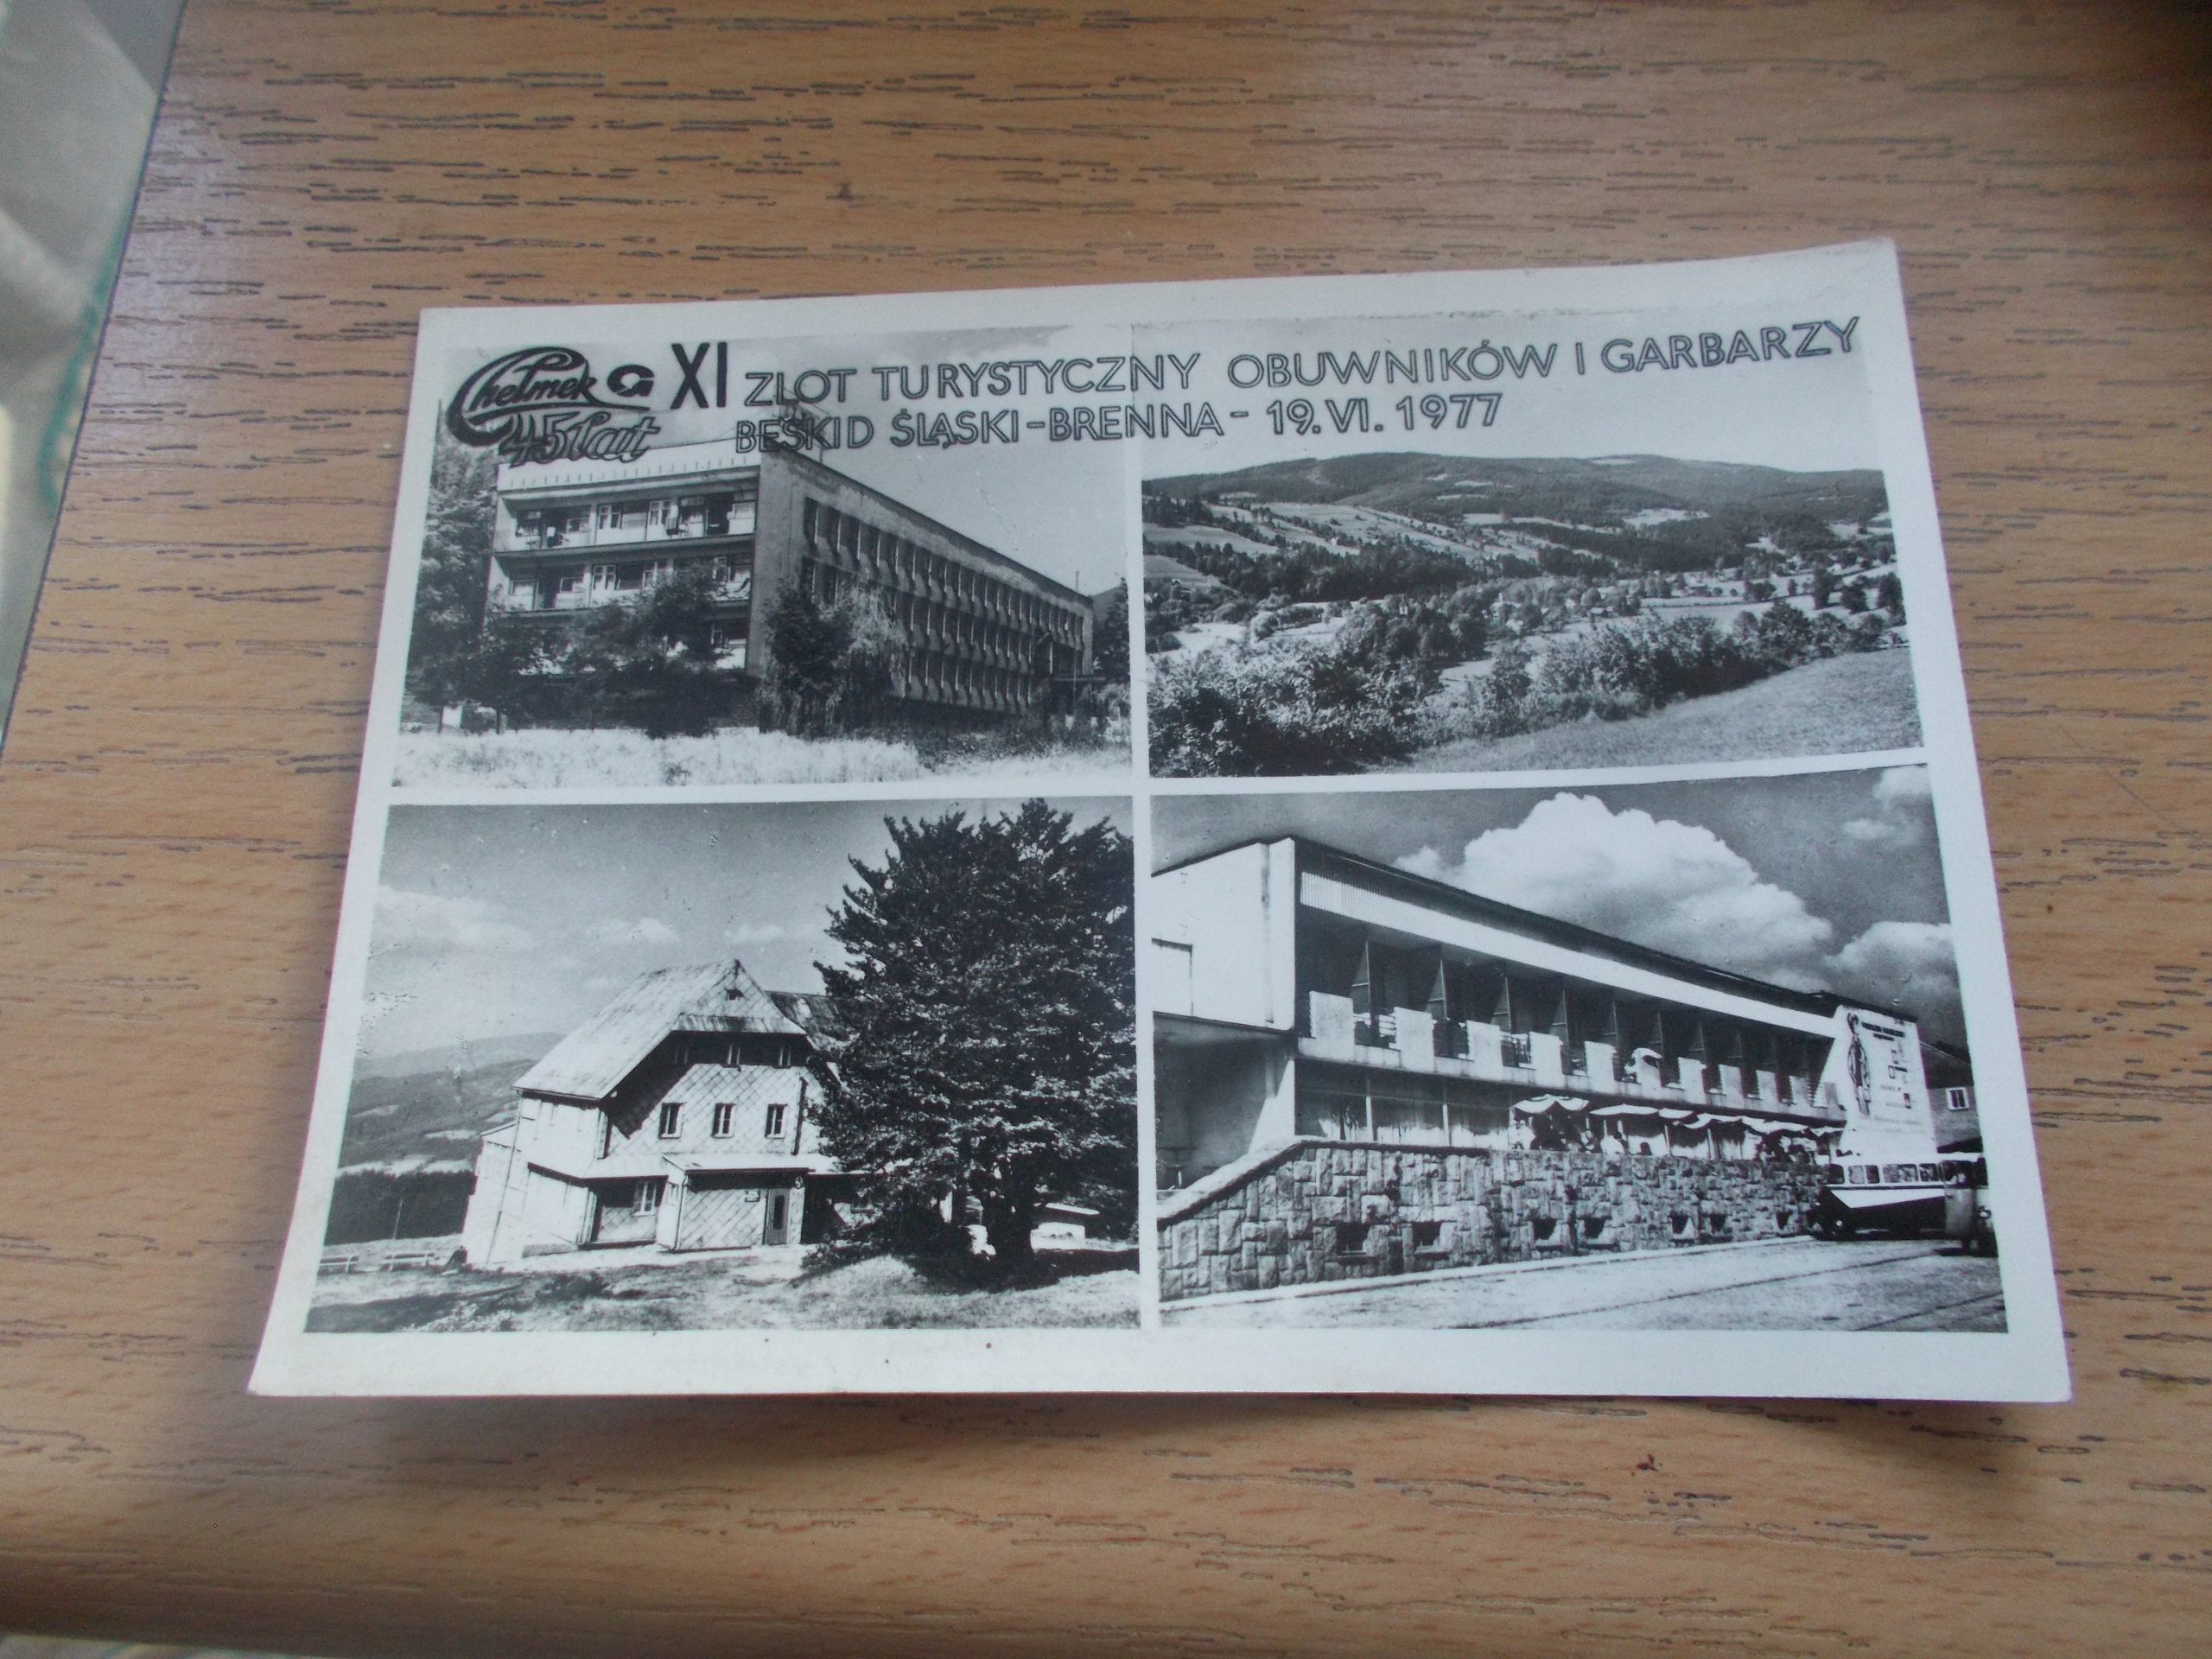 Chełmek XI ZLOT TURYSTYCZNY OBUWNIKÓW I GARBARZY
45 lat BESKID ŚLĄSKI-BRENNA- 19.VI.1977